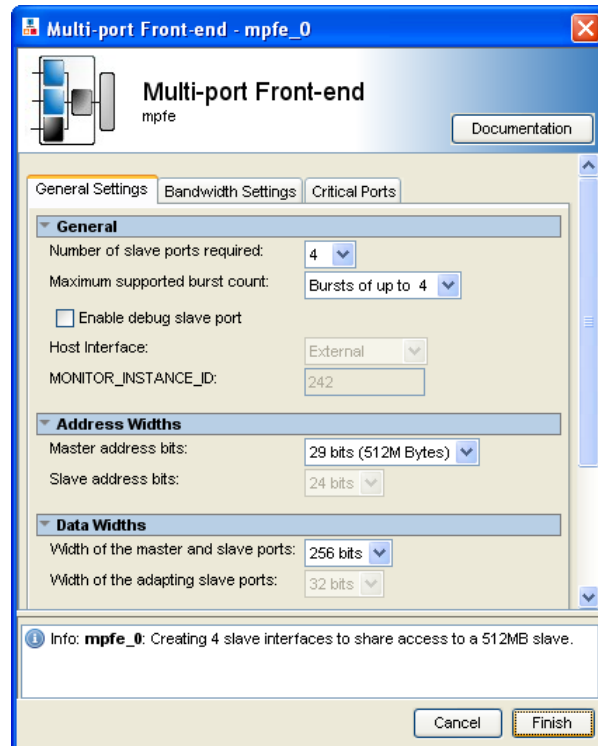 Multi-port Front-end - mpfe_0
Multi-port Front-end
mpfe
Documentation
General Settings
Bandwidth Settings
Critical Ports
General
Number of slave ports required:
4
Maximum supported burst count:
Bursts of up to 4
Enable debug slave port
Host Interface:
External
MONITOR_INSTANCE_ID:
242
Address Widths
Master address bits:
29 bits (512M Bytes)
Slave address bits:
24 bits
Data Widths
Width of the master and slave ports:
256 bits
Width of the adapting slave ports:
32 bits
Info: mpfe_0: Creating 4 slave interfaces to share access to a 512MB slave.
Cancel
Finish